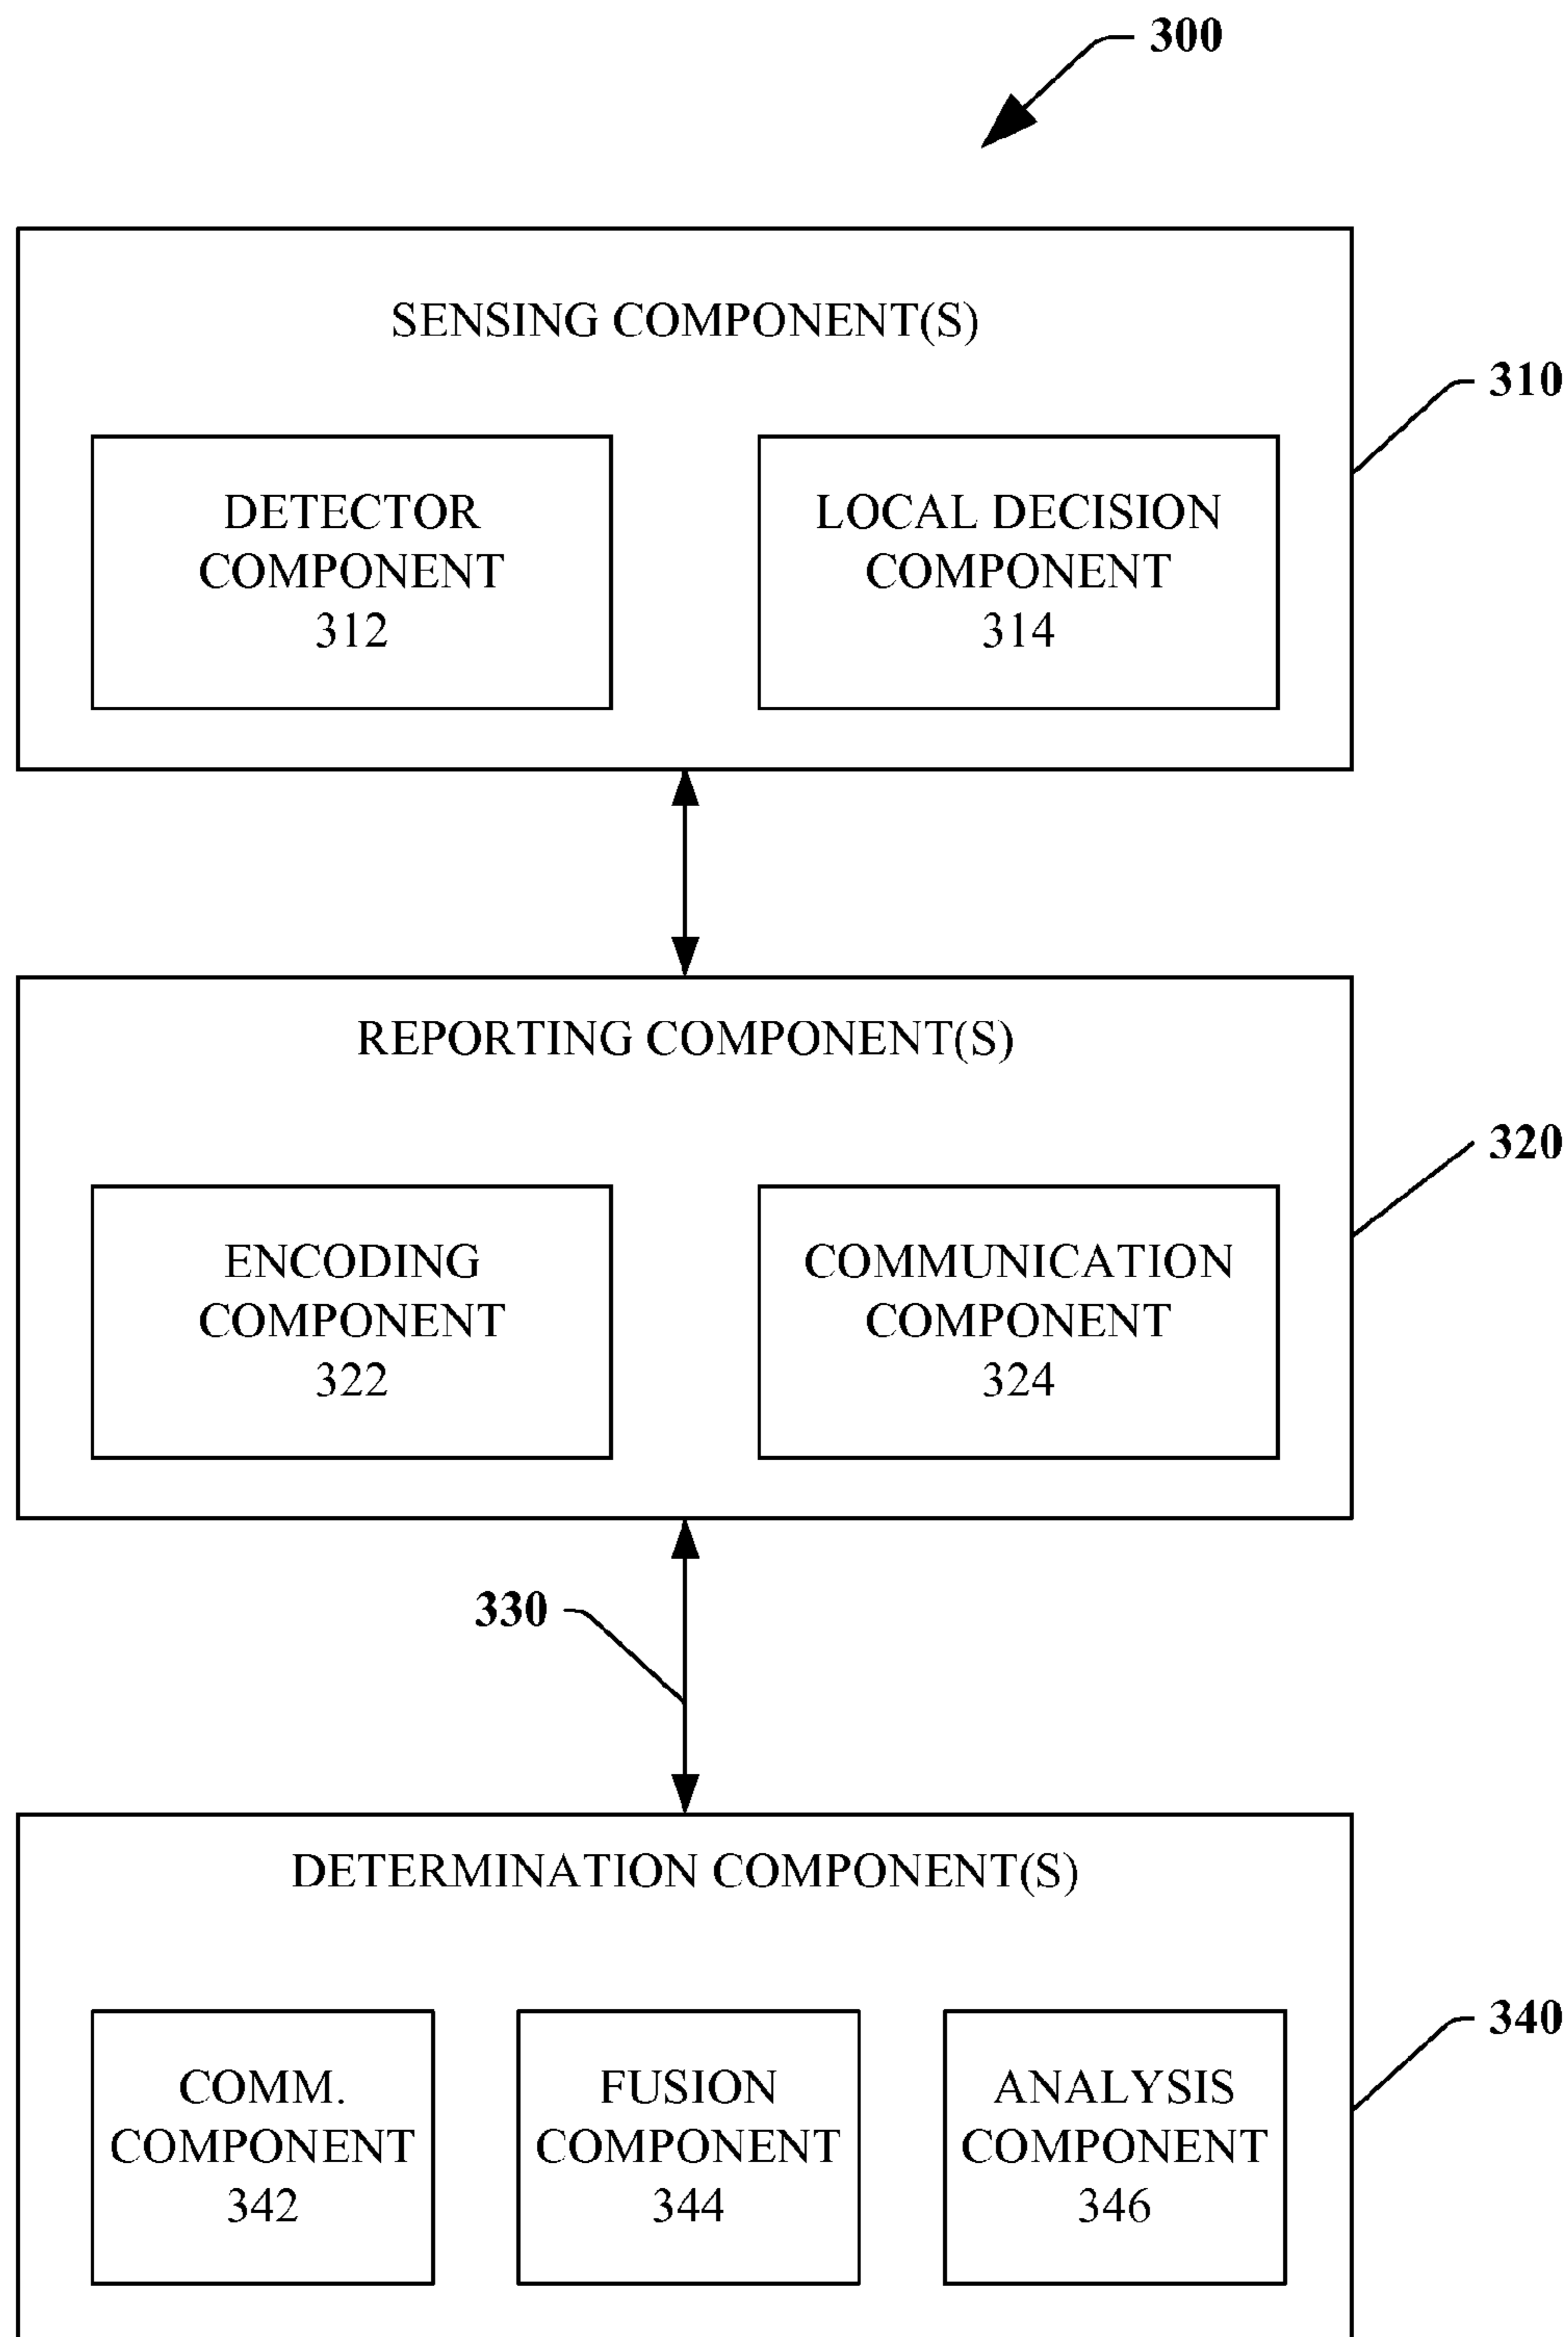 300
SENSING COMPONENT(S)
310
DETECTOR
COMPONENT
312
LOCAL DECISION
COMPONENT
314
REPORTING COMPONENT(S)
320
ENCODING
COMPONENT
322
COMMUNICATION
COMPONENT
324
330
DETERMINATION COMPONENT(S)
340
COMM.
COMPONENT
342
FUSION
COMPONENT
344
ANALYSIS
COMPONENT
346